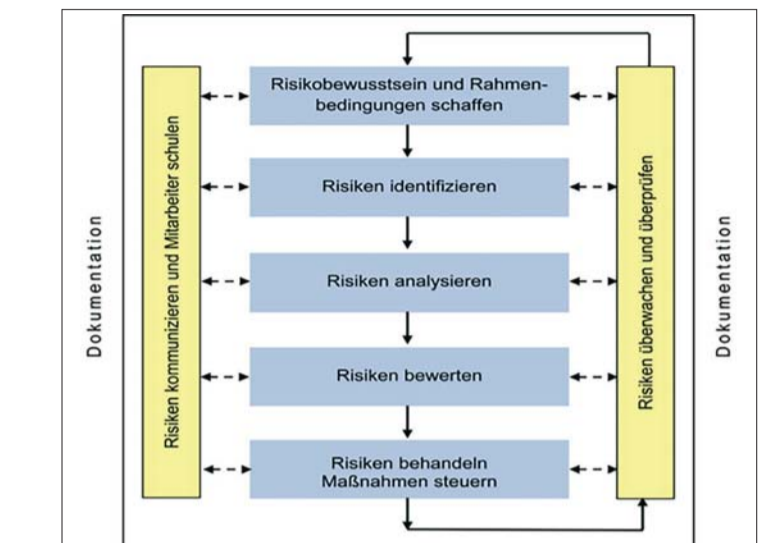 Dokumentation
Risiken kommunizieren und Mitarbeiter schulen
Risikobewusstsein und Rahmen-
bedingungen schaffen
Risiken identifizieren
Risiken analysieren
Risiken bewerten
Risiken behandeln
Maßnahmen steuern
Risiken überwachen und überprüfen
Dokumentation